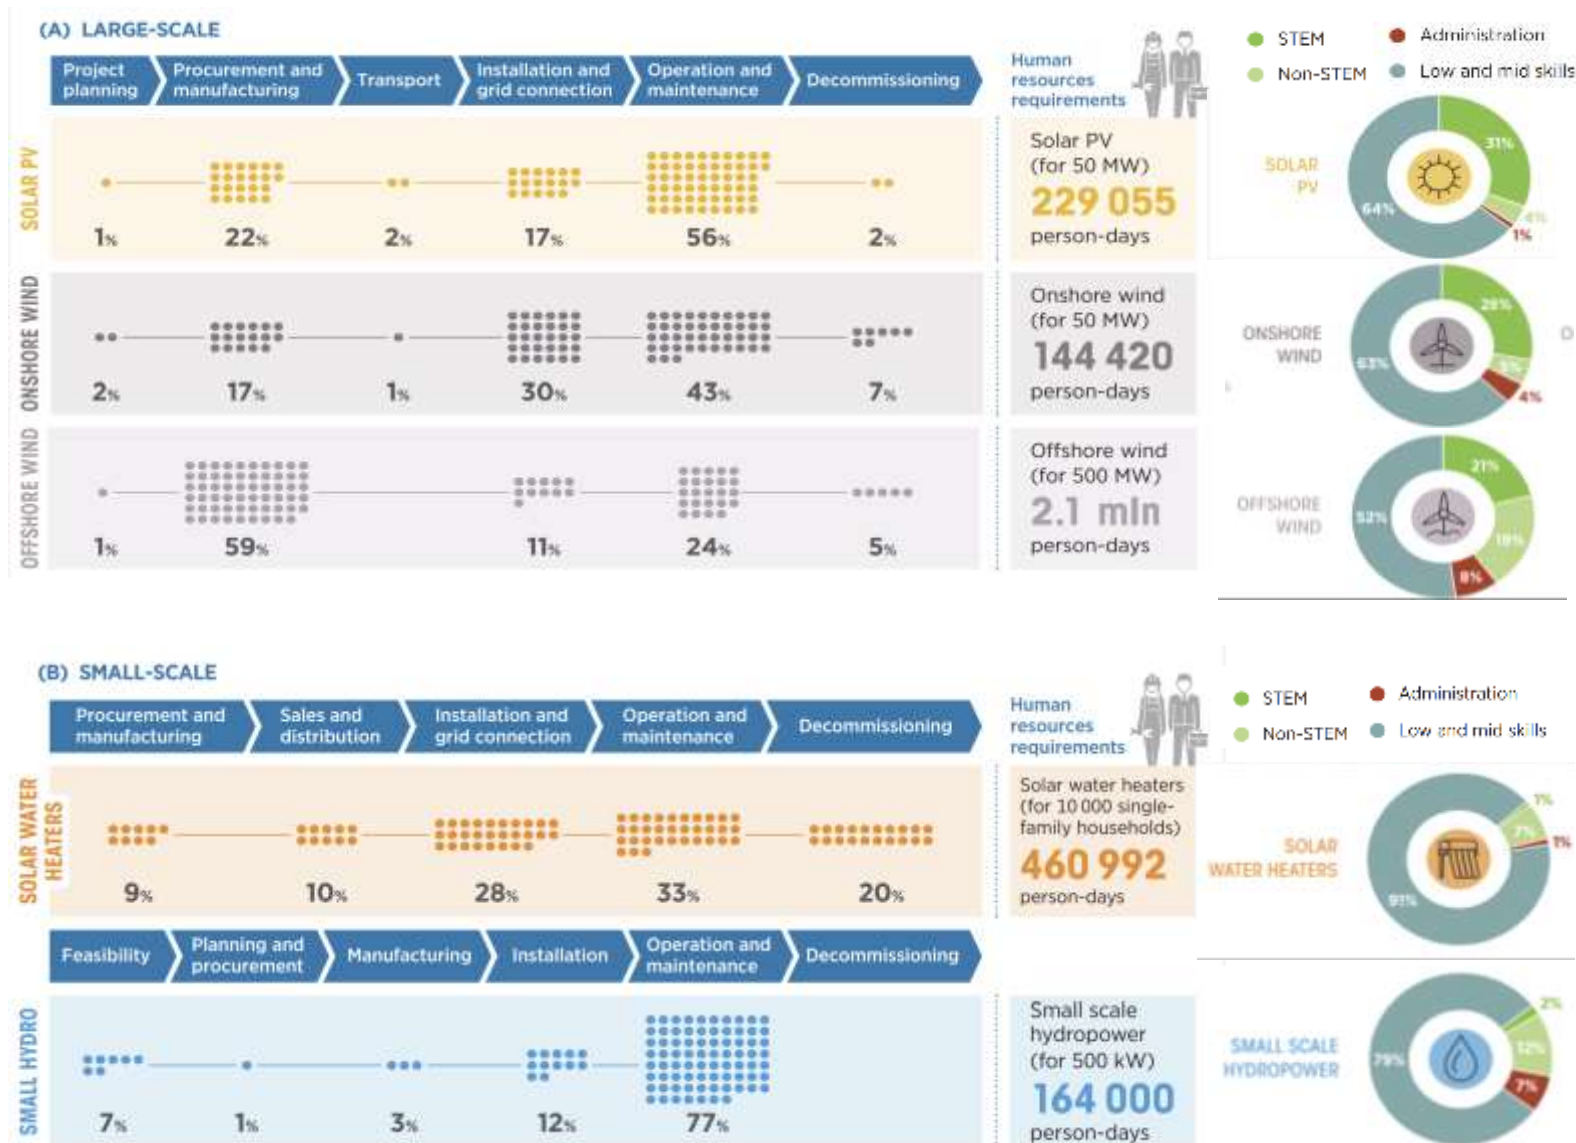 (A) LARGE-SCALE
Project
planning
Procurement and
manufacturing
Transport
Installation and
grid connection
Operation and
maintenance
Decommissioning
Human
resources
requirements
STEM
Administration
Non-STEM
Low and mid skills
SOLAR PV
1%
22%
2%
17%
56%
2%
Solar PV
(for 50 MW)
229 055
person-days
SOLAR
PV
31%
4%
1%
64%
ONSHORE WIND
2%
17%
1%
30%
43%
7%
Onshore wind
(for 50 MW)
144 420
person-days
ONSHORE
WIND
28%
5%
4%
63%
OFFSHORE WIND
1%
59%
11%
24%
5%
Offshore wind
(for 500 MW)
2.1 mln
person-days
OFFSHORE
WIND
21%
19%
8%
52%
(B) SMALL-SCALE
Procurement and
manufacturing
Sales and
distribution
Installation and
grid connection
Operation and
maintenance
Decommissioning
Human
resources
requirements
STEM
Administration
Non-STEM
Low and mid skills
SOLAR WATER
HEATERS
9%
10%
28%
33%
20%
Solar water heaters
(for 10 000 single-
family households)
460 992
person-days
SOLAR
WATER HEATERS
1%
7%
1%
91%
Feasibility
Planning and
procurement
Manufacturing
Installation
Operation and
maintenance
Decommissioning
SMALL HYDRO
7%
1%
3%
12%
77%
Small scale
hydropower
(for 500 kW)
164 000
person-days
SMALL SCALE
HYDROPOWER
2%
12%
7%
79%